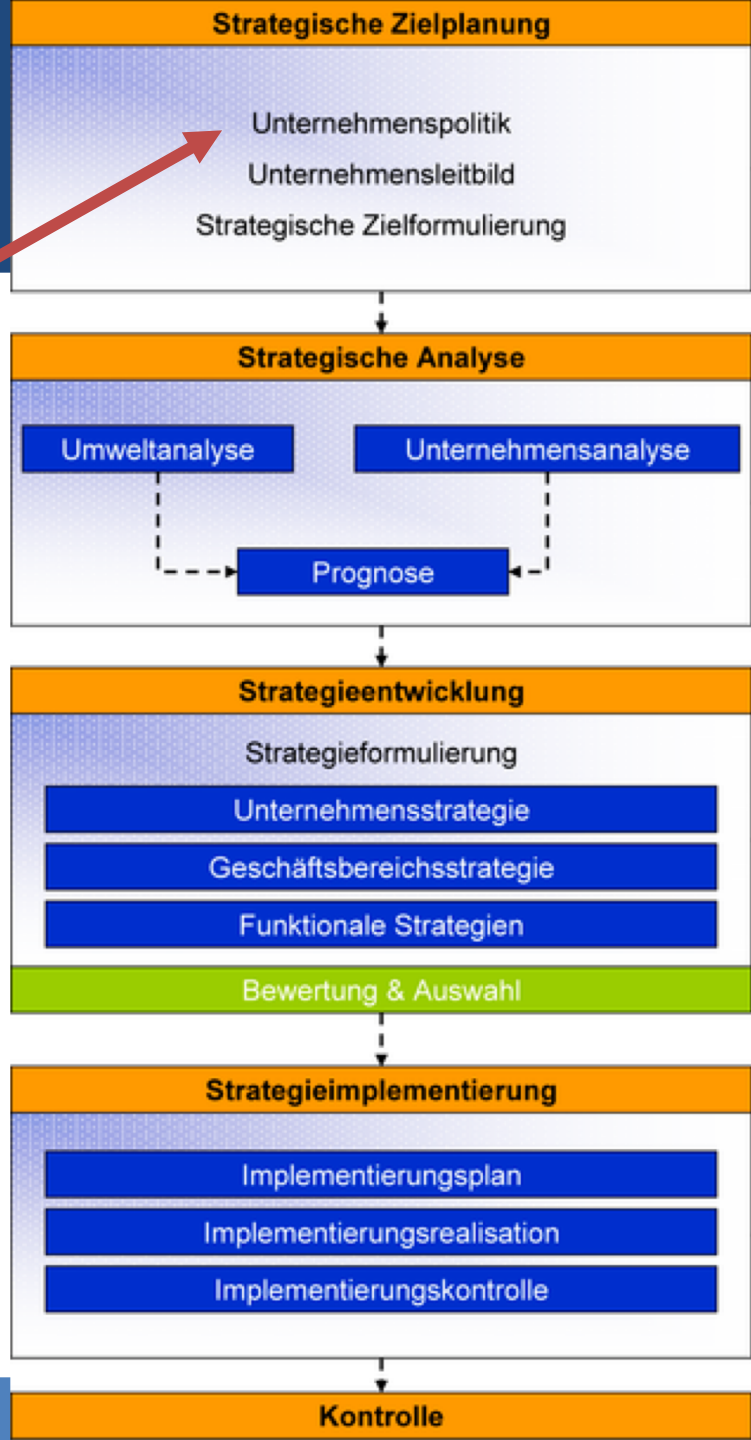 Strategische Zielplanung
Unternehmenspolitik
Unternehmensleitbild
Strategische Zielformulierung
Strategische Analyse
Umweltanalyse
Unternehmensanalyse
Prognose
Strategieentwicklung
Strategieformulierung
Unternehmensstrategie
Geschäftsbereichsstrategie
Funktionale Strategien
Bewertung & Auswahl
Strategieimplementierung
Implementierungsplan
Implementierungsrealisation
Implementierungskontrolle
Kontrolle